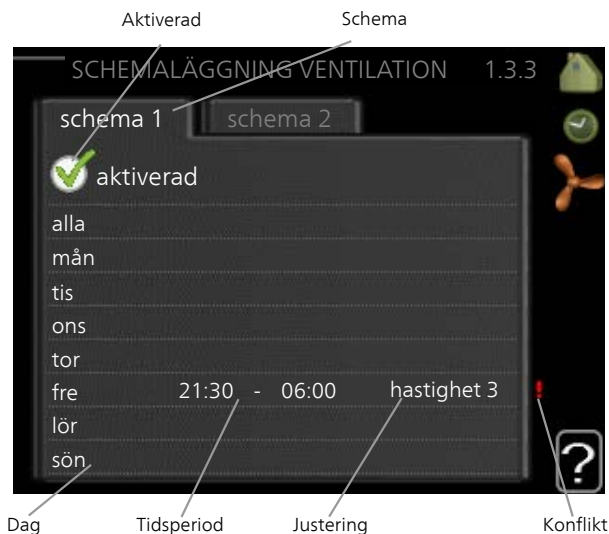 Aktiverad Schema
SCHEMALÄGGNING VENTILATION 1.3.3
schema 1 schema 2
aktiverad
alla
mån
tis
ons
tor
fre 21:30 - 06:00 hastighet 3 !
lör
sön
?
Dag Tidsperiod Justering Konflikt